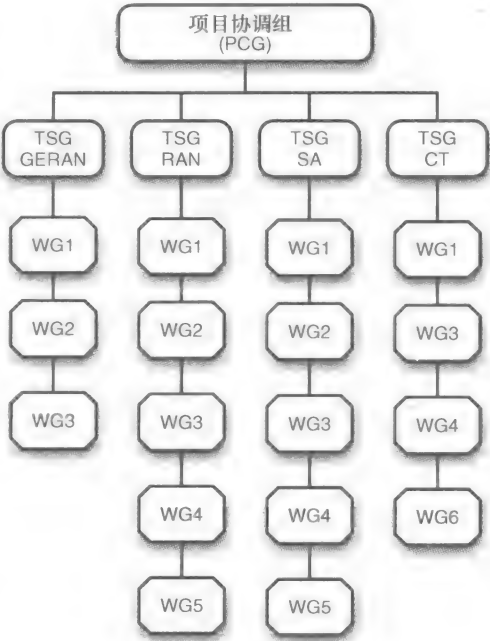 项目协调组
(PCG)
TSG
GERAN
TSG
RAN
TSG
SA
TSG
CT
WG1
WG1
WG1
WG1
WG2
WG2
WG2
WG3
WG3
WG3
WG3
WG4
WG4
WG4
WG6
WG5
WG5